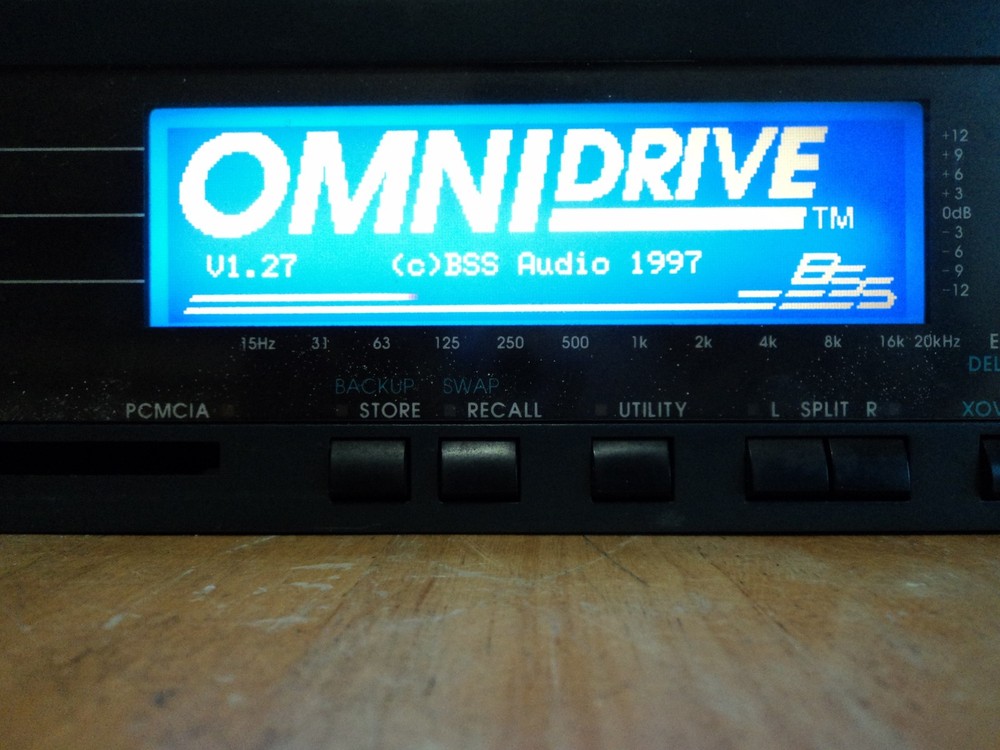 OMNIDRIVE TM
V1.27 (c)BSS Audio 1997
BSS
+12
+9
+6
+3
0dB
-3
-6
-9
-12
15Hz 31 63 125 250 500 1k 2k 4k 8k 16k 20kHz
BACKUP SWAP
PCMCIA STORE RECALL UTILITY L SPLIT R